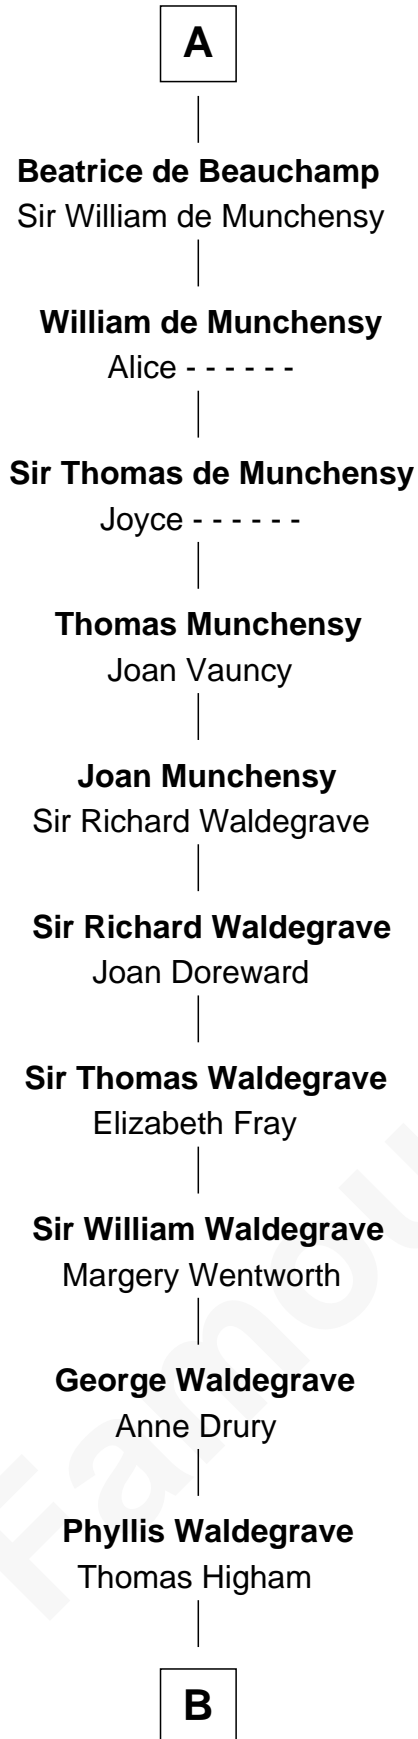 A
Beatrice de Beauchamp
Sir William de Munchensy
William de Munchensy
Alice - - - - - -
Sir Thomas de Munchensy
Joyce - - - - - -
Thomas Munchensy
Joan Vauncy
Joan Munchensy
Sir Richard Waldegrave
Sir Richard Waldegrave
Joan Doreward
Sir Thomas Waldegrave
Elizabeth Fray
Sir William Waldegrave
Margery Wentworth
George Waldegrave
Anne Drury
Phyllis Waldegrave
Thomas Higham
B
Famou